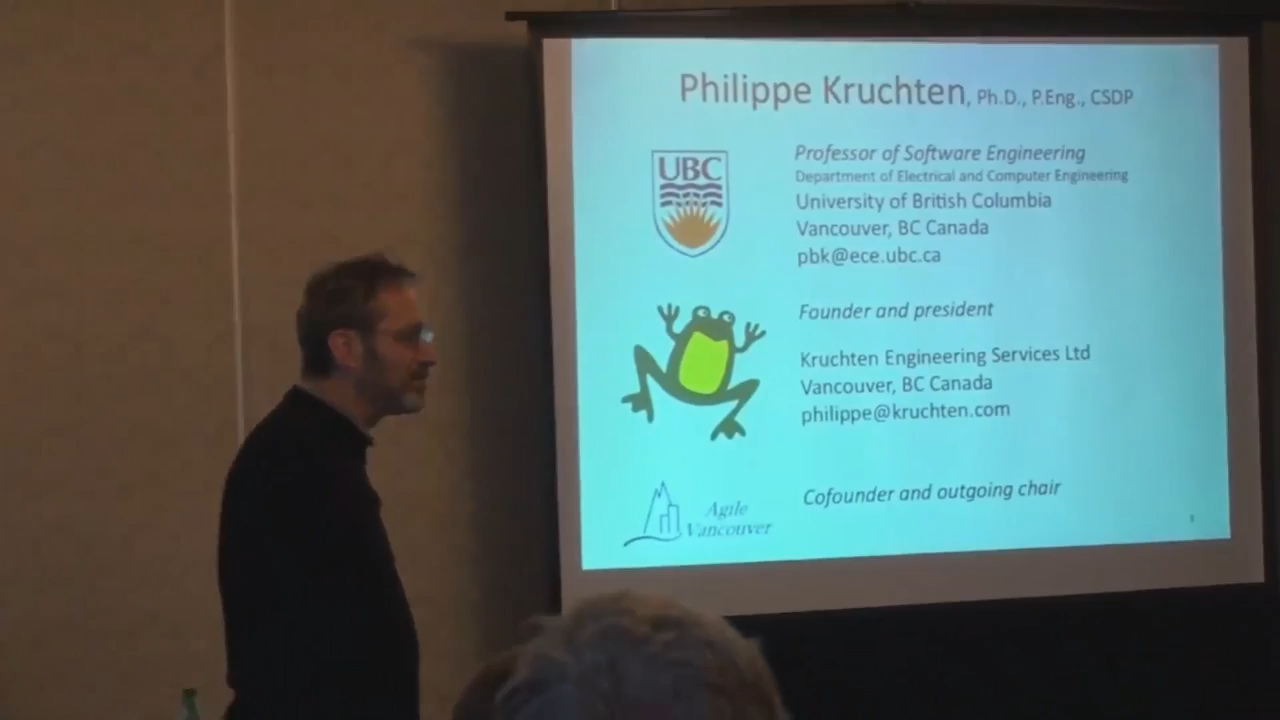 Philippe Kruchten, Ph.D., P.Eng., CSDP
UBC
Professor of Software Engineering
Department of Electrical and Computer Engineering
University of British Columbia
Vancouver, BC Canada
pbk@ece.ubc.ca
Founder and president
Kruchten Engineering Services Ltd
Vancouver, BC Canada
philippe@kruchten.com
Agile
Vancouver
Cofounder and outgoing chair